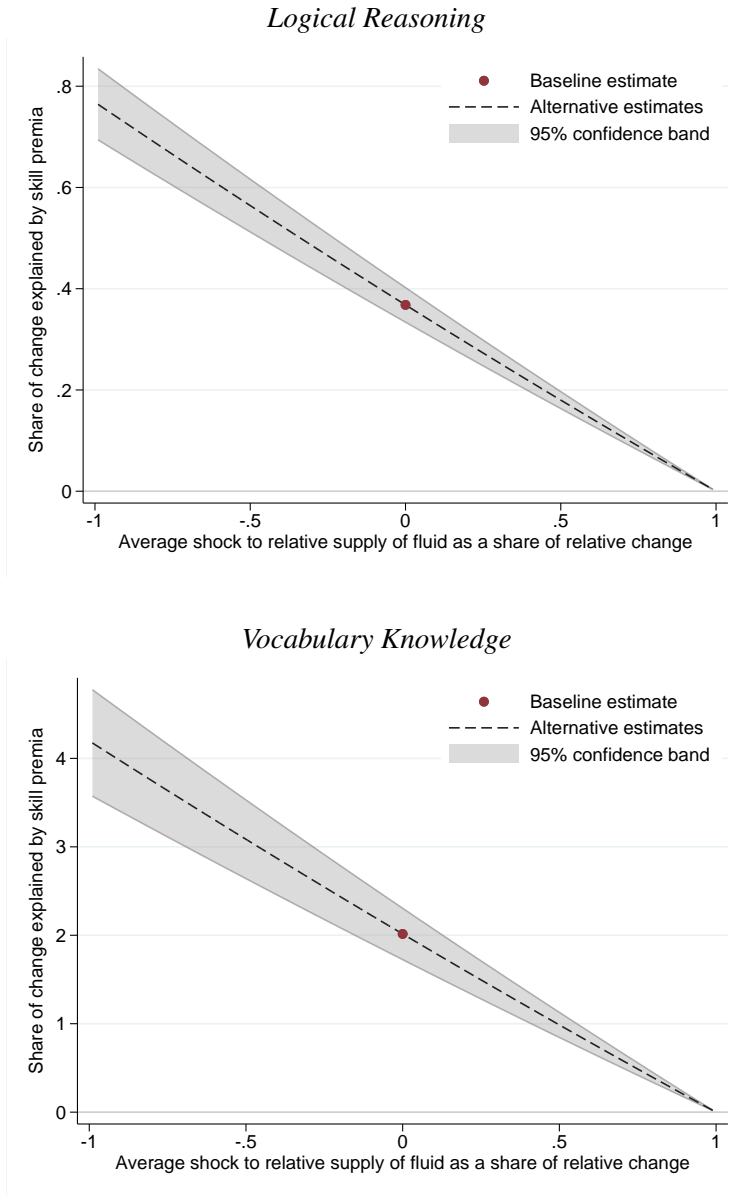 Logical Reasoning
Share of change explained by skill premia
.8
.6
.4
.2
0
Baseline estimate
Alternative estimates
95% confidence band
-1 -.5 0 .5 1
Average shock to relative supply of fluid as a share of relative change
Vocabulary Knowledge
Share of change explained by skill premia
4
3
2
1
0
Baseline estimate
Alternative estimates
95% confidence band
-1 -.5 0 .5 1
Average shock to relative supply of fluid as a share of relative change